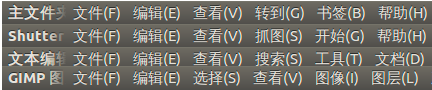 主文件夹 文件(F) 编辑(E) 查看(V) 转到(G) 书签(B) 帮助(H)
Shutter 文件(F) 编辑(E) 查看(V) 抓图(S) 开始(G) 帮助(H)
文本编辑 文件(F) 编辑(E) 查看(V) 搜索(S) 工具(T) 文档(D)
GIMP 图 文件(F) 编辑(E) 选择(S) 查看(V) 图像(I) 图层(L)